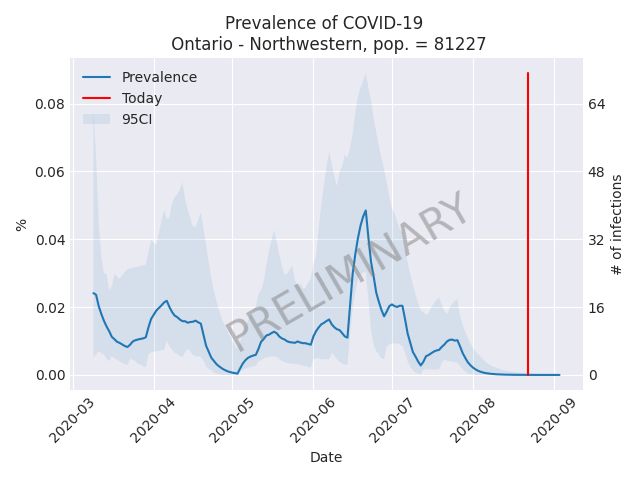 Prevalence of COVID-19
Ontario - Northwestern, pop. = 81227
Prevalence
Today
95CI
%
0.08
0.06
0.04
0.02
0.00
64
48
32
16
0
# of infections
PRELIMINARY
2020-03
2020-04
2020-05
2020-06
2020-07
2020-08
2020-09
Date